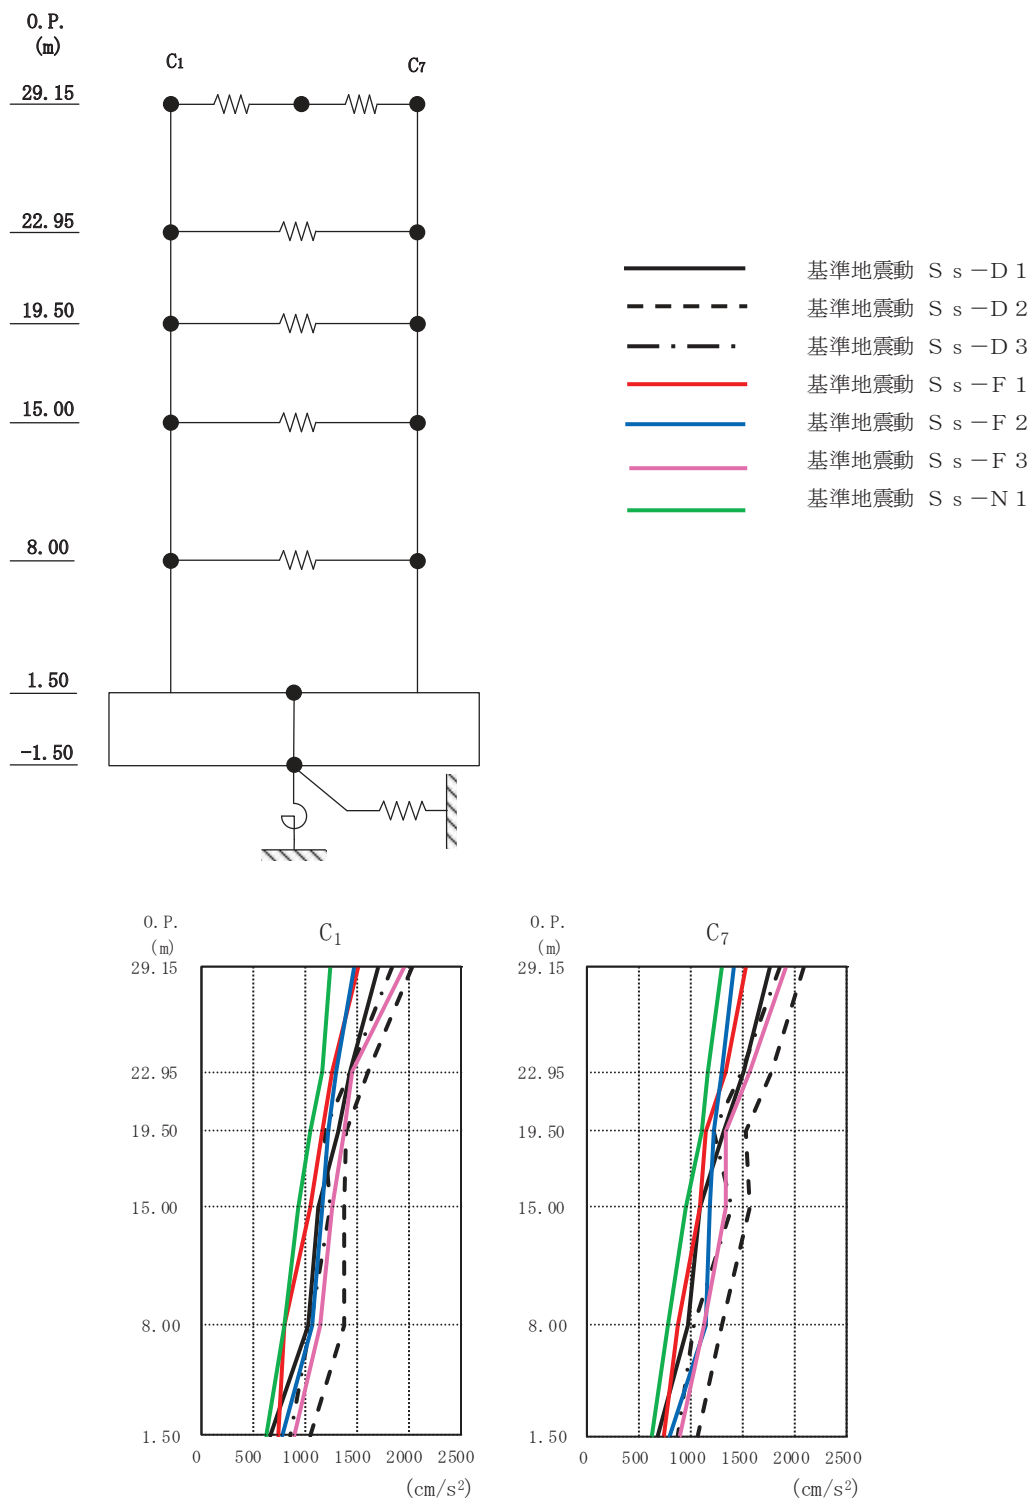 O.P.
(m)
C1
C7
29.15
22.95
19.50
15.00
8.00
1.50
-1.50
基準地震動 Ｓｓ－Ｄ１
基準地震動 Ｓｓ－Ｄ２
基準地震動 Ｓｓ－Ｄ３
基準地震動 Ｓｓ－Ｆ１
基準地震動 Ｓｓ－Ｆ２
基準地震動 Ｓｓ－Ｆ３
基準地震動 Ｓｓ－Ｎ１
O.P.
(m)
C1
29.15
22.95
19.50
15.00
8.00
1.50
0 500 1000 1500 2000 2500
(cm/s²)
O.P.
(m)
C7
29.15
22.95
19.50
15.00
8.00
1.50
0 500 1000 1500 2000 2500
(cm/s²)